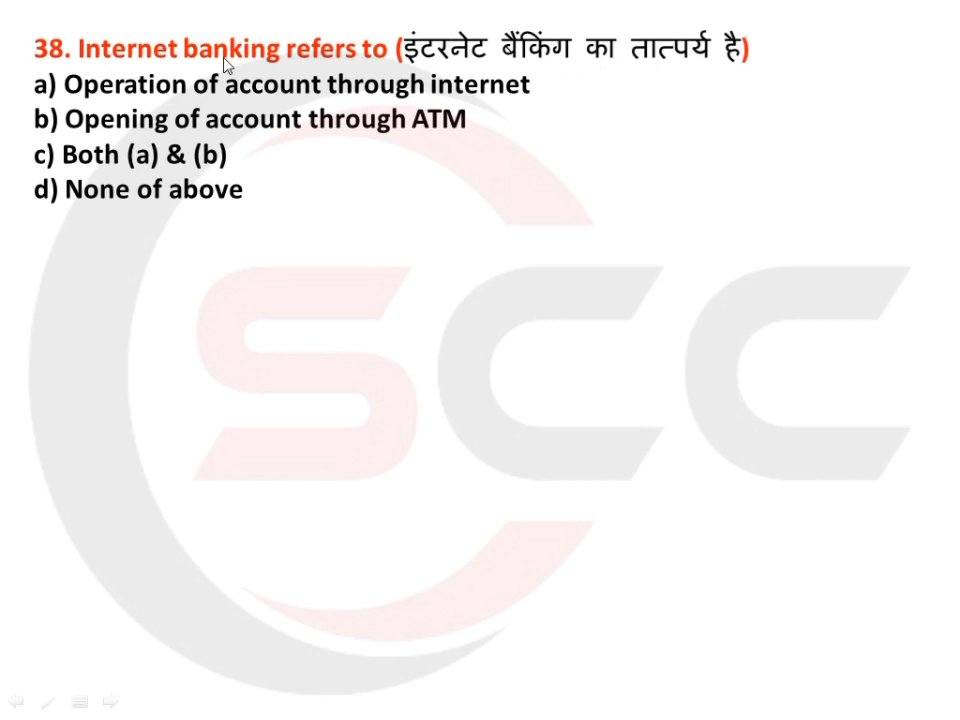 38. Internet banking refers to (इंटरनेट बैंकिंग का तात्पर्य है)
a) Operation of account through internet
b) Opening of account through ATM
c) Both (a) & (b)
d) None of above
SCC